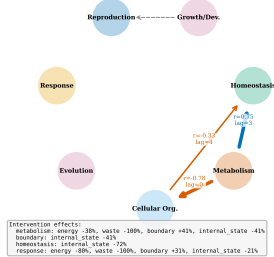 Reproduction
Growth/Dev.
Response
Homeostasis
r=0.35
lag=3
r=-0.33
lag=4
Evolution
Metabolism
r=-0.78
lag=0
Cellular Org.
Intervention effects:
metabolism: energy -38%, waste -100%, boundary +41%, internal_state -41%
boundary: internal_state -41%
homeostasis: internal_state -72%
response: energy -80%, waste -100%, boundary +31%, internal_state -21%